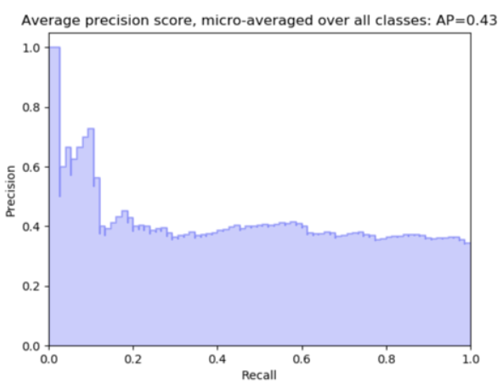 Average precision score, micro-averaged over all classes: AP=0.43
1.0
0.8
0.6
0.4
0.2
0.0
Precision
0.0 0.2 0.4 0.6 0.8 1.0
Recall